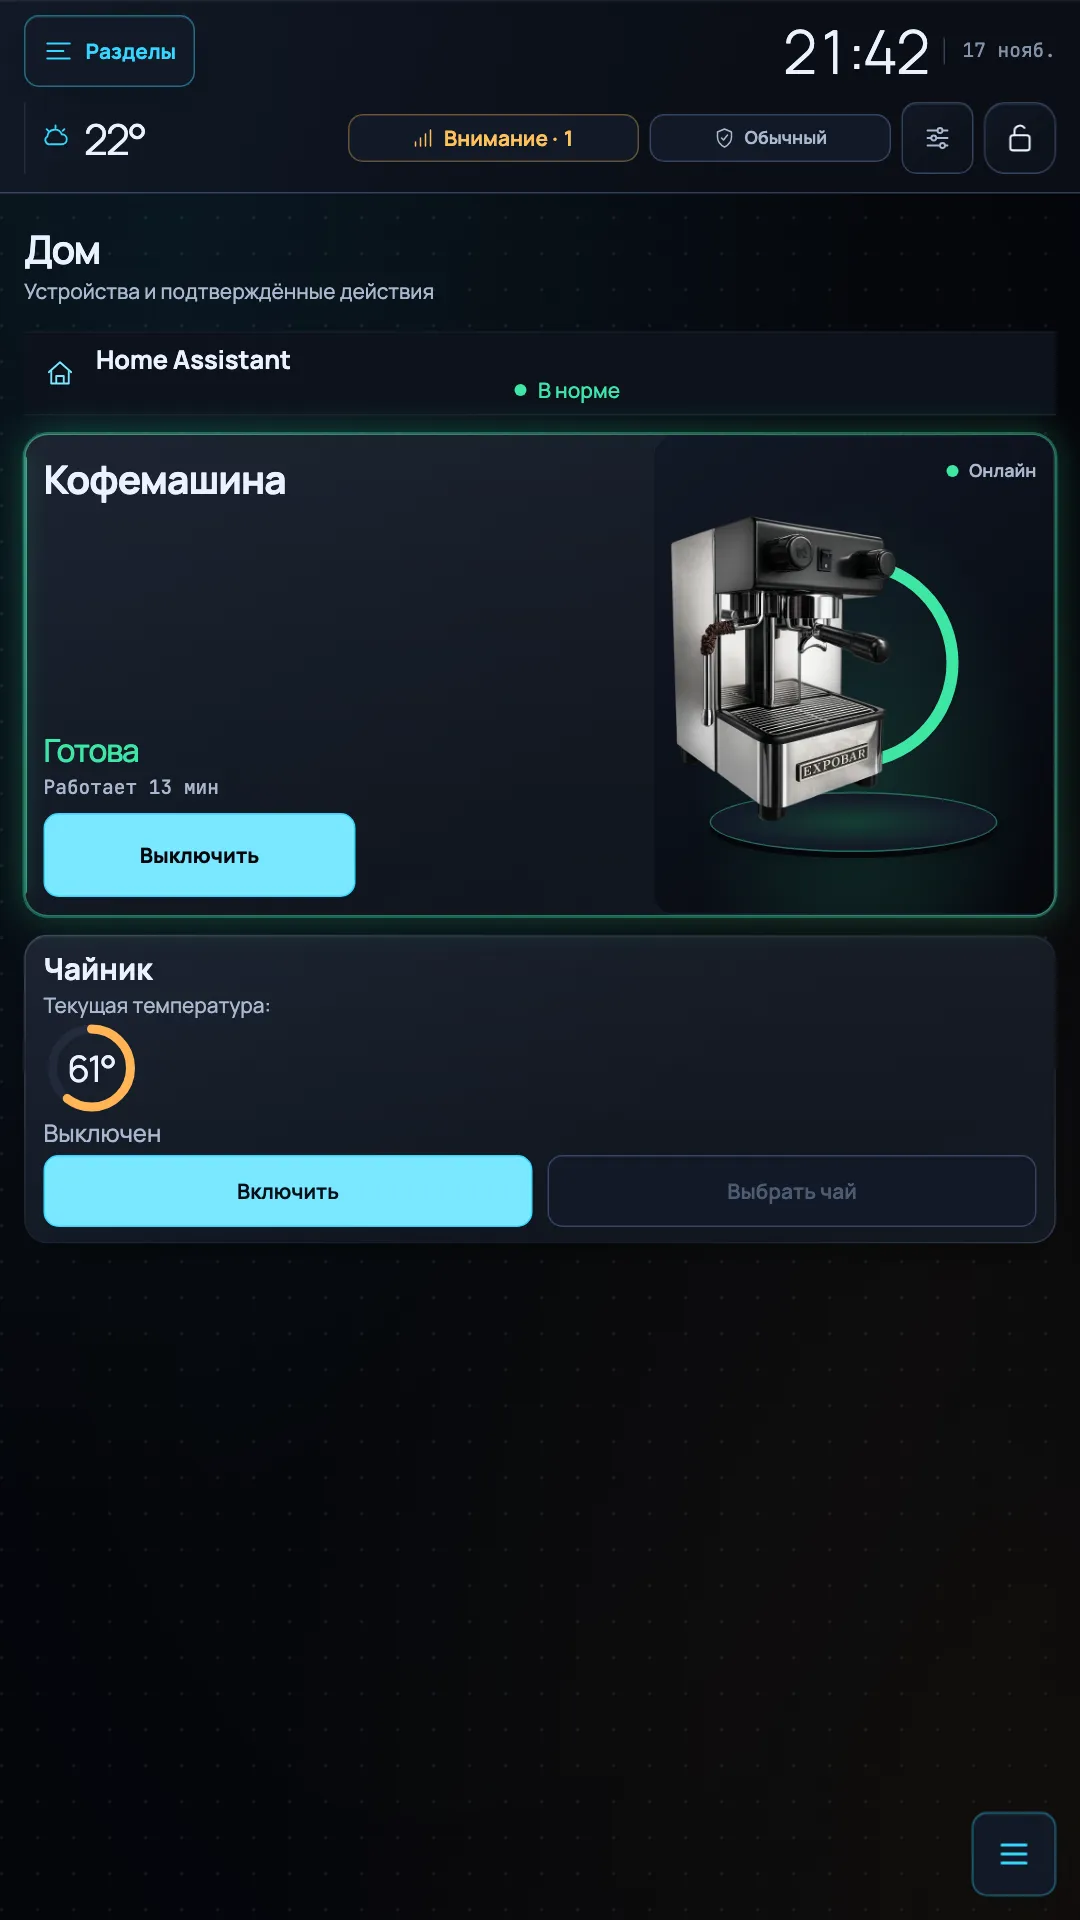 Разделы
21:42
17 нояб.
22°
Внимание · 1
Обычный
Дом
Устройства и подтверждённые действия
Home Assistant
В норме
Кофемашина
Онлайн
EXPOBAR
Готова
Работает 13 мин
Выключить
Чайник
Текущая температура:
61°
Выключен
Включить
Выбрать чай